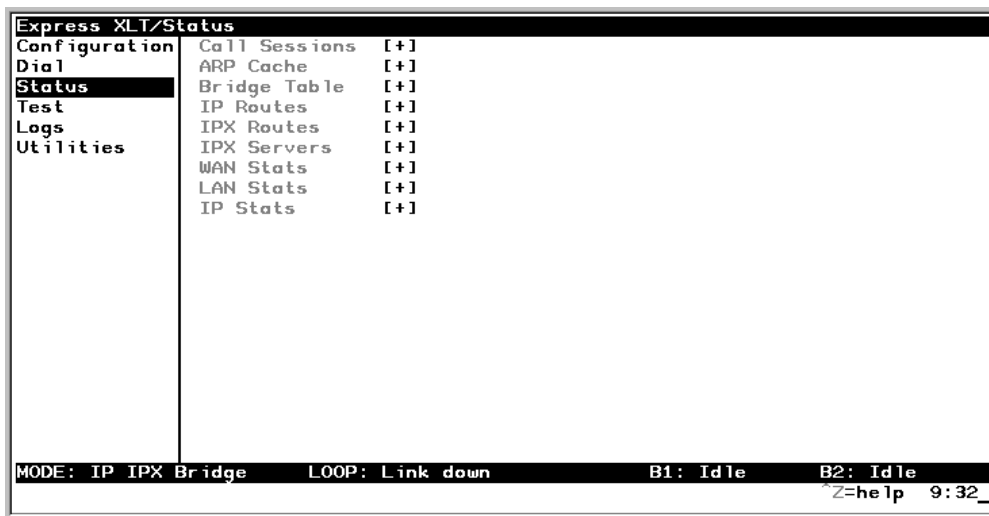 Express XLT/Status
Configuration Call Sessions [+]
Dial ARP Cache [+]
Status Bridge Table [+]
Test IP Routes [+]
Logs IPX Routes [+]
Utilities IPX Servers [+]
WAN Stats [+]
LAN Stats [+]
IP Stats [+]
MODE: IP IPX Bridge LOOP: Link down B1: Idle B2: Idle
^Z=help 9:32_